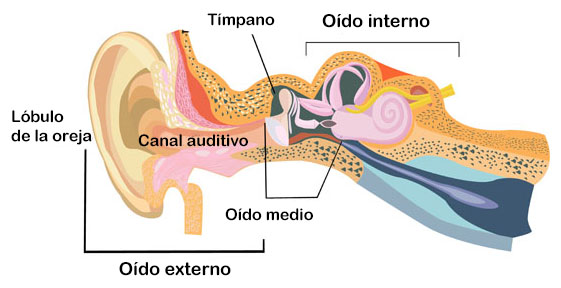 Tímpano
Oído interno
Lóbulo
de la oreja
Canal auditivo
Oído medio
Oído externo